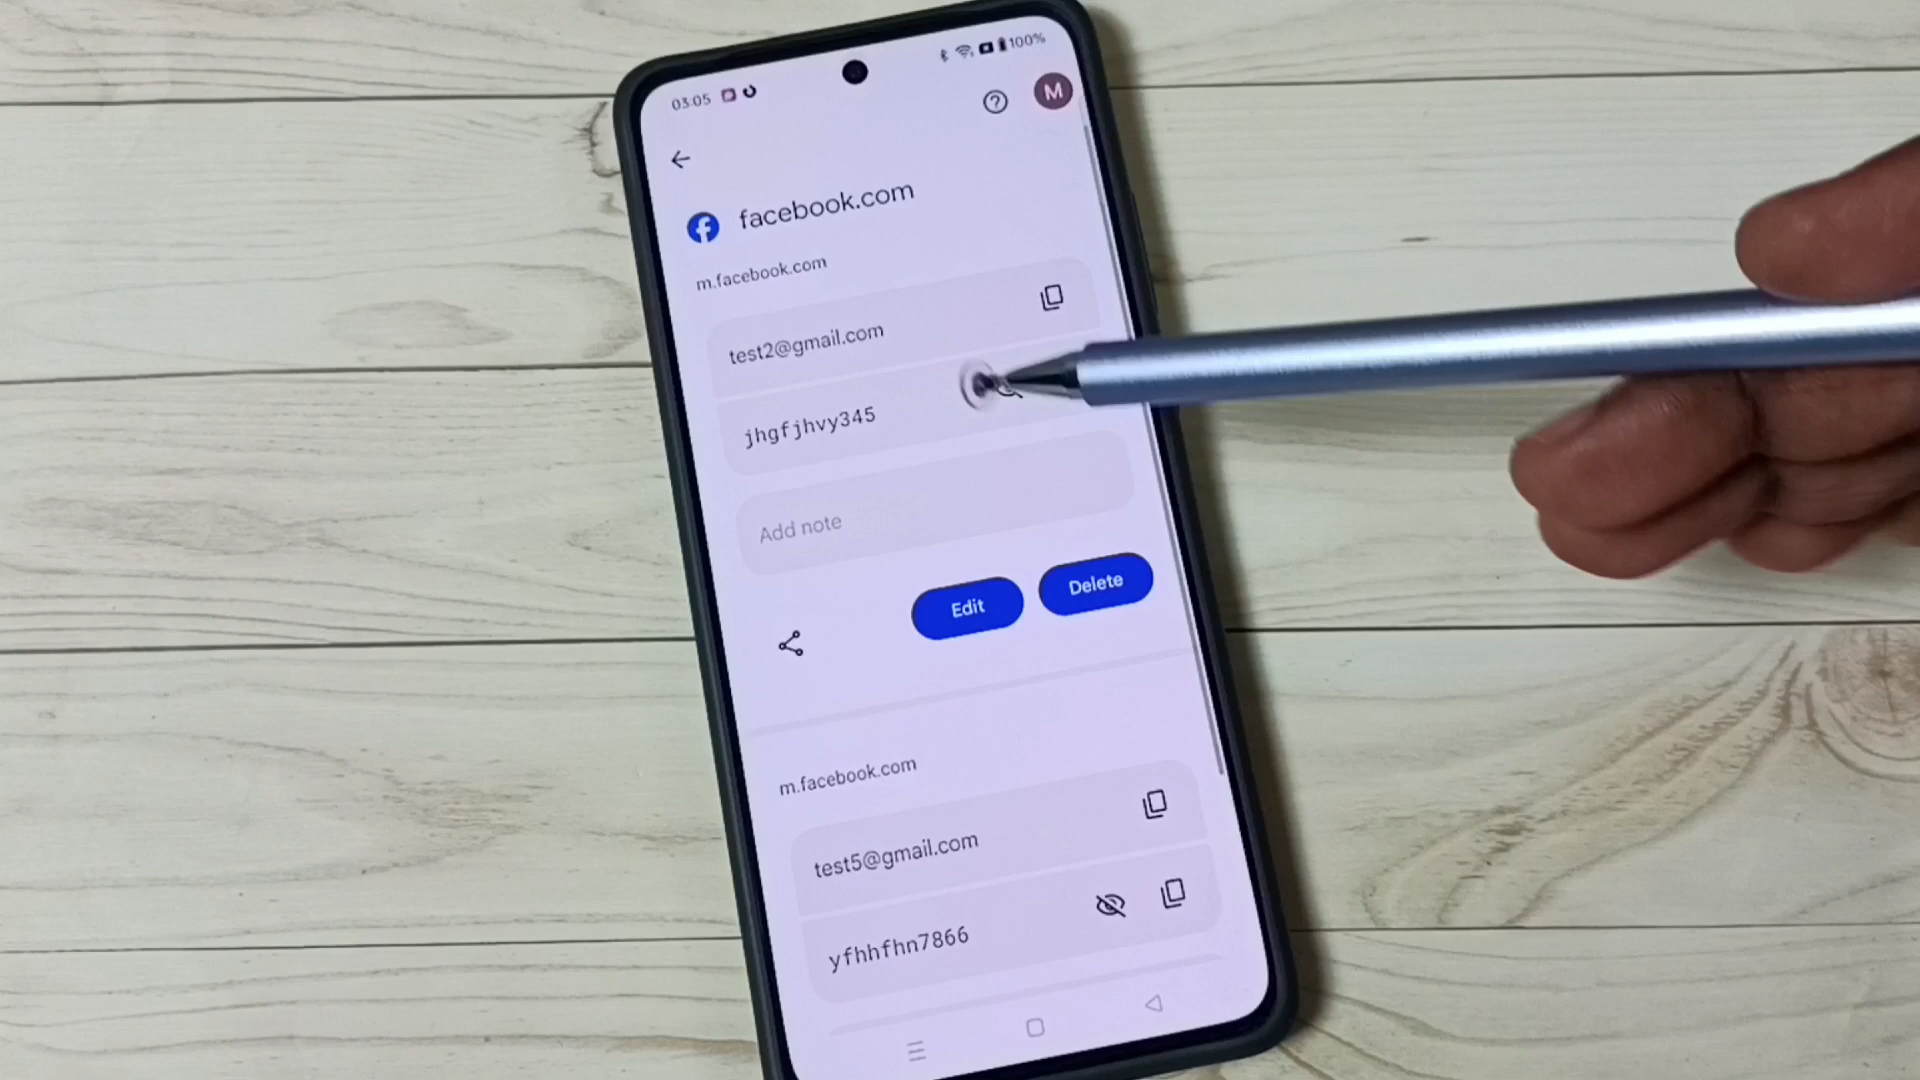 03:05 100%
M
facebook.com
m.facebook.com
test2@gmail.com
jhgfjhvy345
Add note
Edit Delete
m.facebook.com
test5@gmail.com
yfhhfhn7866